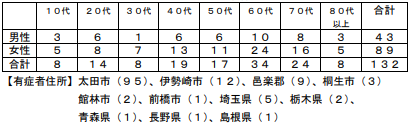 １０代 ２０代 ３０代 ４０代 ５０代 ６０代 ７０代 ８０代以上 合計
男性 3 6 1 6 6 10 8 3 43
女性 5 8 7 13 11 24 16 5 89
合計 8 14 8 19 17 34 24 8 132
【有症者住所】太田市（９５）、伊勢崎市（１２）、邑楽郡（９）、桐生市（３）
館林市（２）、前橋市（１）、埼玉県（５）、栃木県（２）、
青森県（１）、長野県（１）、島根県（１）